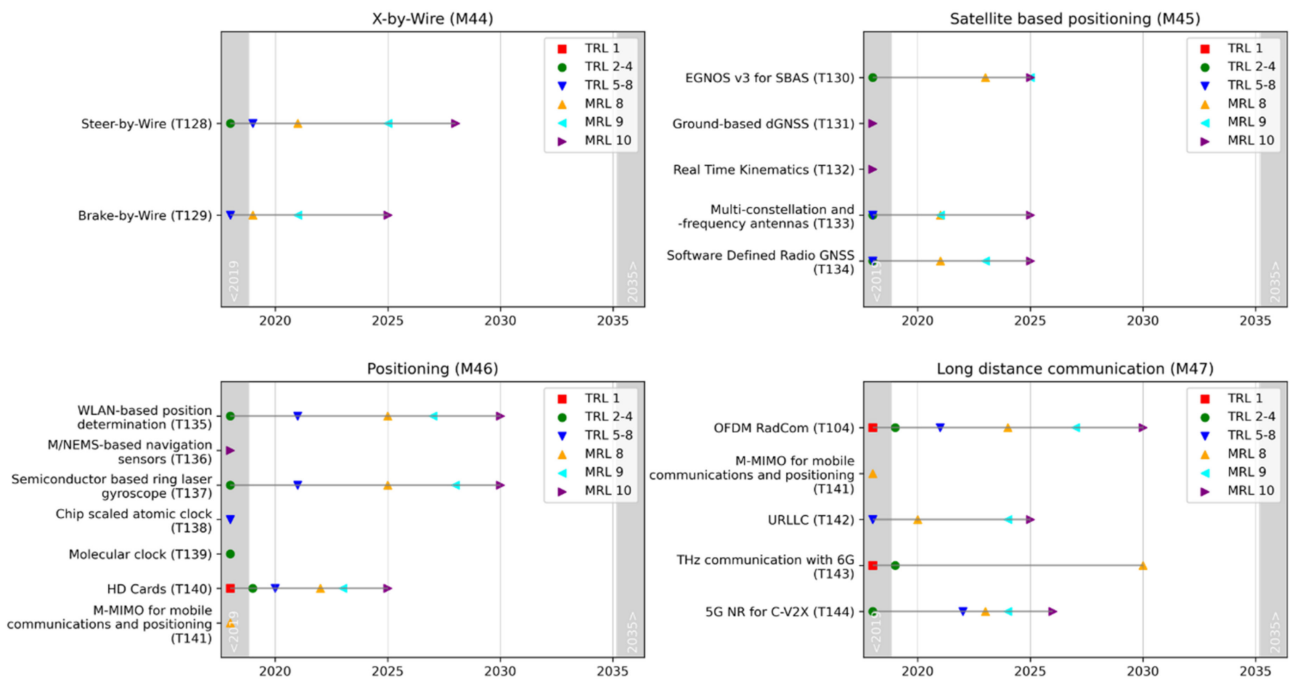 X-by-Wire (M44)
Steer-by-Wire (T128)
Brake-by-Wire (T129)
TRL 1
TRL 2-4
TRL 5-8
MRL 8
MRL 9
MRL 10
<2019
2035>
2020
2025
2030
2035
Satellite based positioning (M45)
EGNOS v3 for SBAS (T130)
Ground-based dGNSS (T131)
Real Time Kinematics (T132)
Multi-constellation and
-frequency antennas (T133)
Software Defined Radio GNSS
(T134)
TRL 1
TRL 2-4
TRL 5-8
MRL 8
MRL 9
MRL 10
<2019
2035>
2020
2025
2030
2035
Positioning (M46)
WLAN-based position
determination (T135)
M/NEMS-based navigation
sensors (T136)
Semiconductor based ring laser
gyroscope (T137)
Chip scaled atomic clock
(T138)
Molecular clock (T139)
HD Cards (T140)
M-MIMO for mobile
communications and positioning
(T141)
TRL 1
TRL 2-4
TRL 5-8
MRL 8
MRL 9
MRL 10
<2019
2035>
2020
2025
2030
2035
Long distance communication (M47)
OFDM RadCom (T104)
M-MIMO for mobile
communications and positioning
(T141)
URLLC (T142)
THz communication with 6G
(T143)
5G NR for C-V2X (T144)
TRL 1
TRL 2-4
TRL 5-8
MRL 8
MRL 9
MRL 10
<2019
2035>
2020
2025
2030
2035